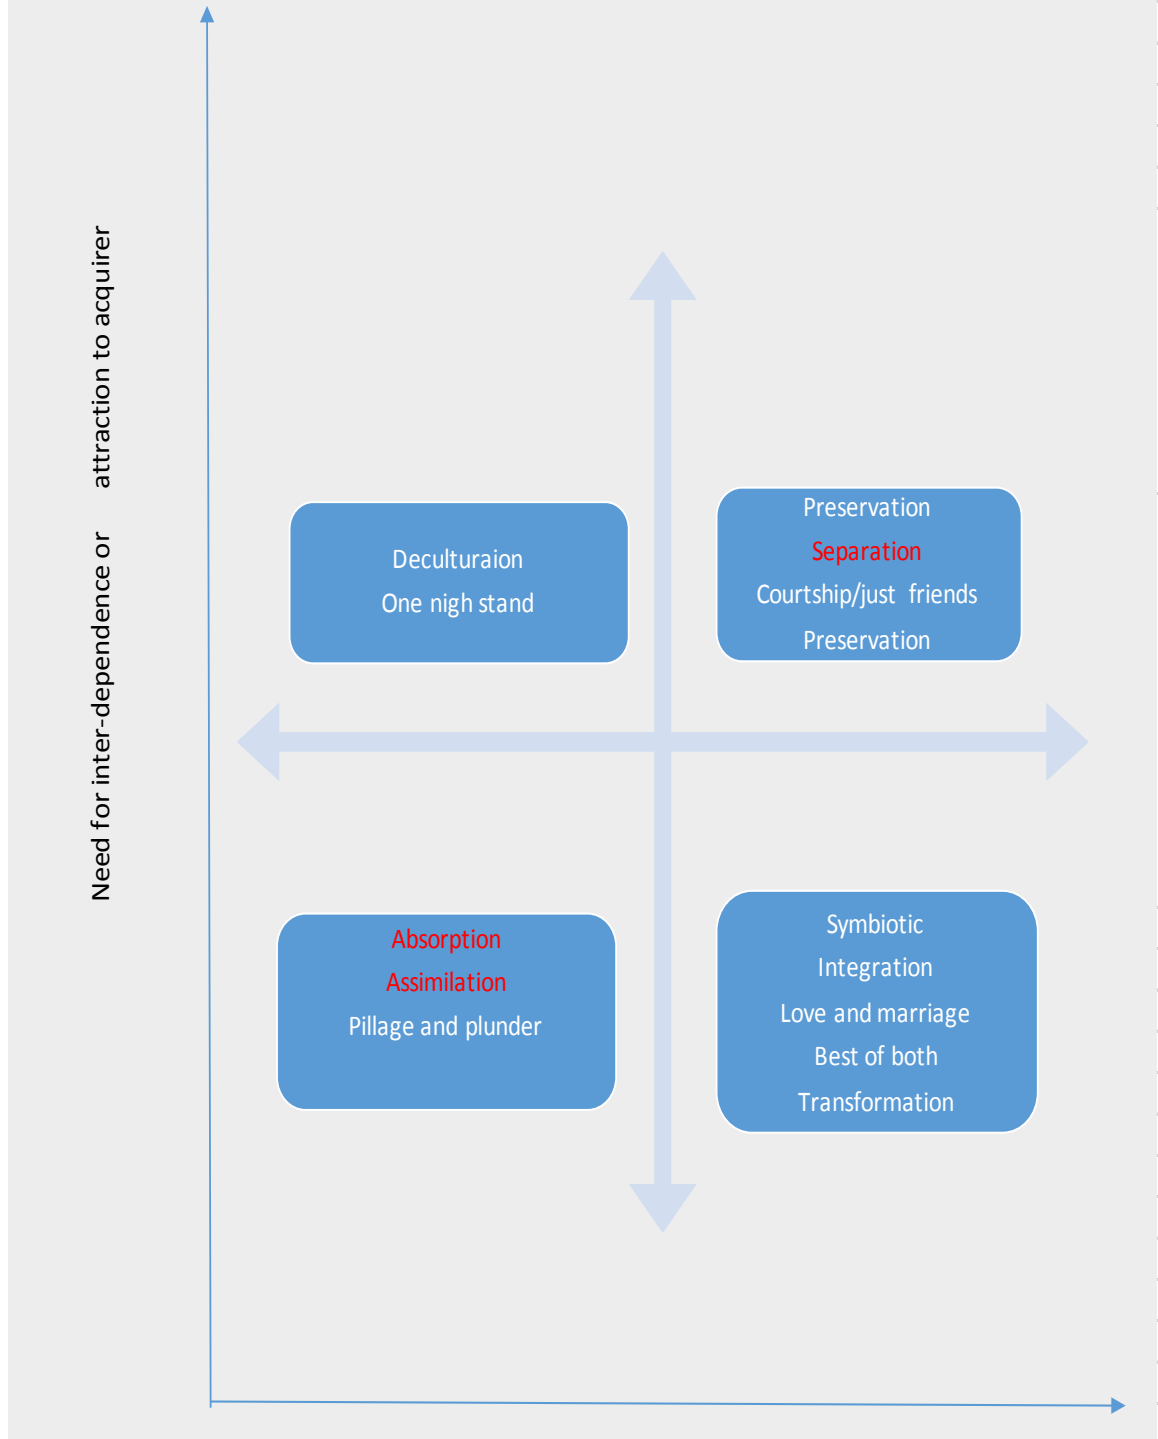 Need for inter-dependence or attraction to acquirer
Deculturaion
One nigh stand
Preservation
Separation
Courtship/just friends
Preservation
Absorption
Assimilation
Pillage and plunder
Symbiotic
Integration
Love and marriage
Best of both
Transformation